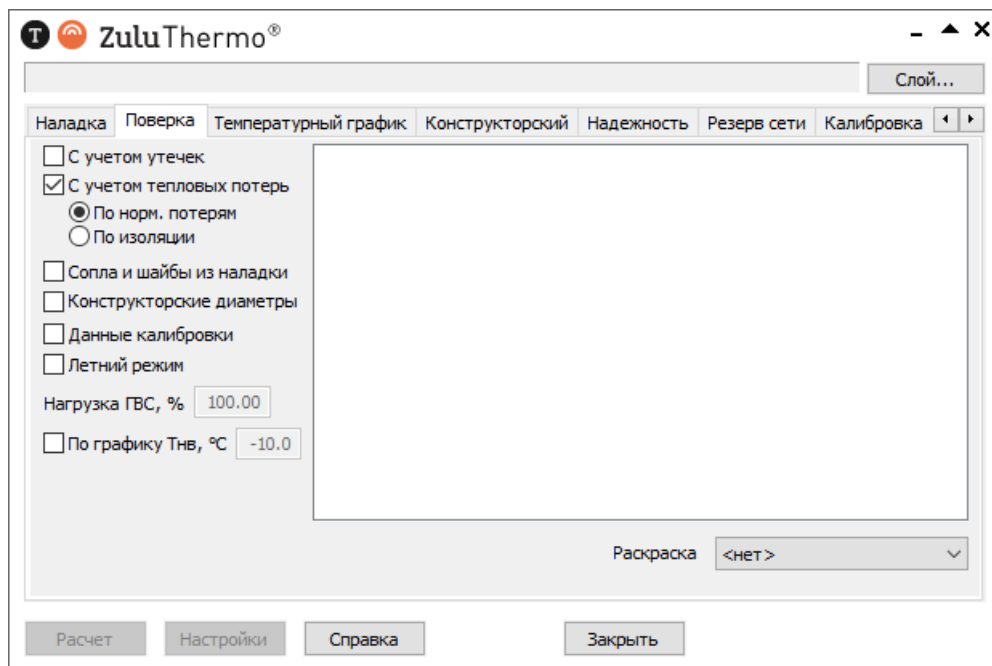 T ZuluThermo®
Слой...
Наладка Поверка Температурный график Конструкторский Надежность Резерв сети Калибровка
С учетом утечек
С учетом тепловых потерь
По норм. потерям
По изоляции
Сопла и шайбы из наладки
Конструкторские диаметры
Данные калибровки
Летний режим
Нагрузка ГВС, % 100.00
По графику Тнв, °С -10.0
Раскраска <нет>
Расчет Настройки Справка Закрыть